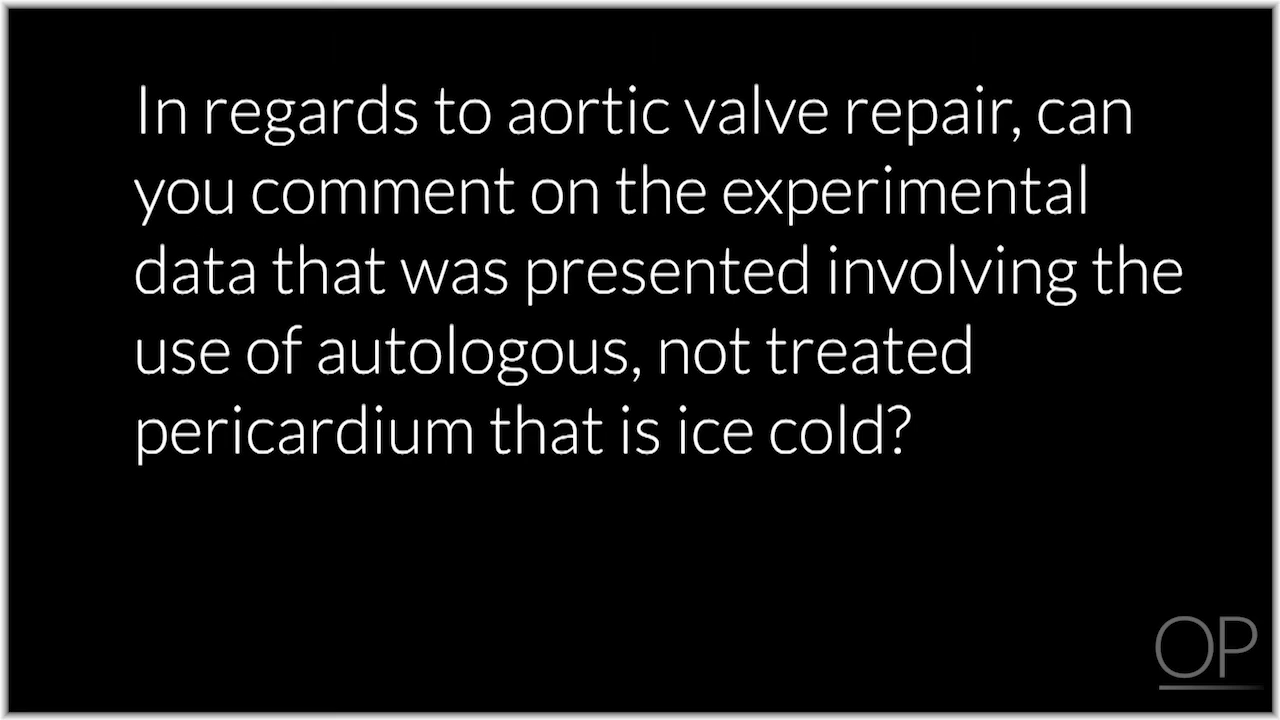 In regards to aortic valve repair, can
you comment on the experimental
data that was presented involving the
use of autologous, not treated
pericardium that is ice cold?
OP